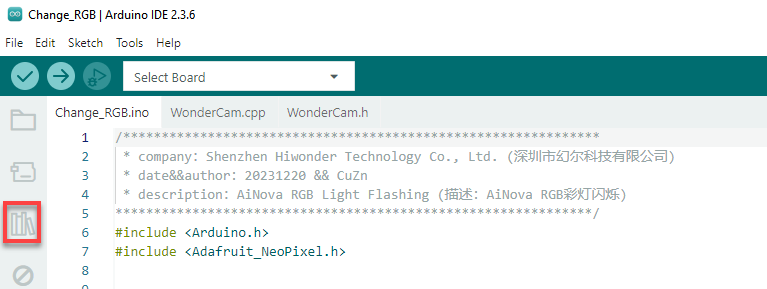 Change_RGB | Arduino IDE 2.3.6
File Edit Sketch Tools Help
Select Board
Change_RGB.ino WonderCam.cpp WonderCam.h
1 /**************************************************************
2 * company: Shenzhen Hiwonder Technology Co., Ltd. (深圳市幻尔科技有限公司)
3 * date&&author: 20231220 && CuZn
4 * description: AiNova RGB Light Flashing (描述: AiNova RGB彩灯闪烁)
5 **************************************************************/
6 #include <Arduino.h>
7 #include <Adafruit_NeoPixel.h>
8
9